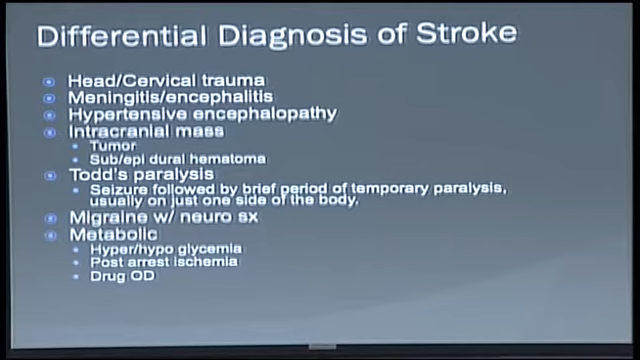 Differential Diagnosis of Stroke
Head/Cervical trauma
Meningitis/encephalitis
Hypertensive encephalopathy
Intracranial mass
Tumor
Sub/epi dural hematoma
Todd's paralysis
Seizure followed by brief period of temporary paralysis,
usually on just one side of the body.
Migraine w/ neuro sx
Metabolic
Hyper/hypo glycemia
Post arrest ischemia
Drug OD